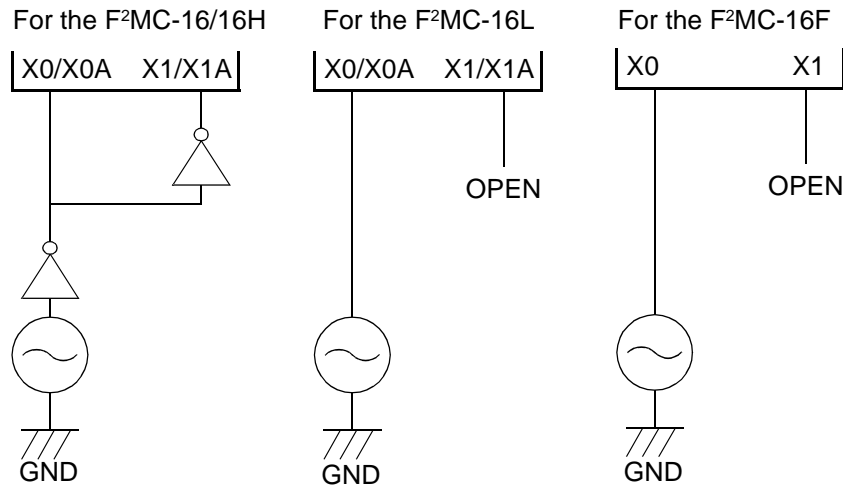 For the F²MC-16/16H
X0/X0A X1/X1A
GND
For the F²MC-16L
X0/X0A X1/X1A
OPEN
GND
For the F²MC-16F
X0 X1
OPEN
GND